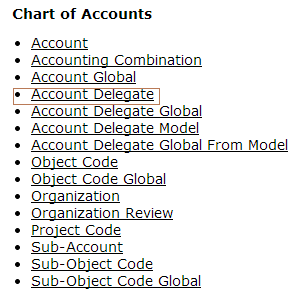 Chart of Accounts
Account
Accounting Combination
Account Global
Account Delegate
Account Delegate Global
Account Delegate Model
Account Delegate Global From Model
Object Code
Object Code Global
Organization
Organization Review
Project Code
Sub-Account
Sub-Object Code
Sub-Object Code Global